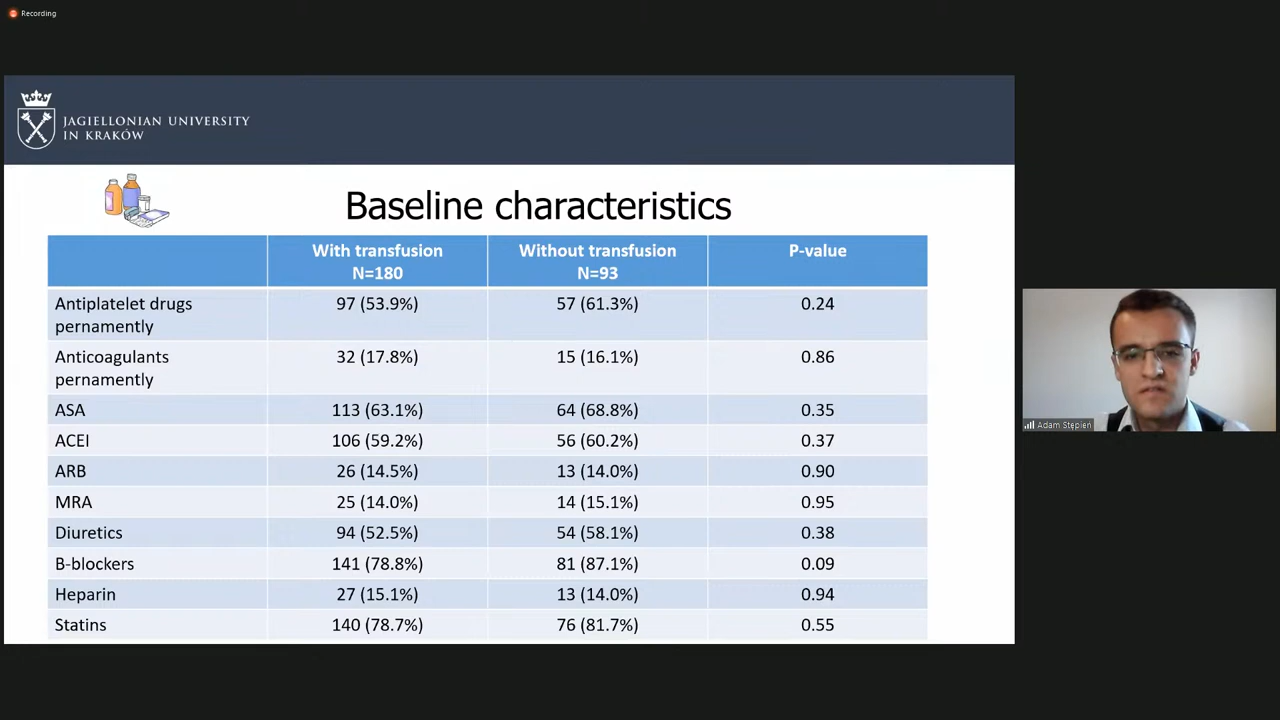 Recording
JAGIELLONIAN UNIVERSITY
IN KRAKÓW
Baseline characteristics
With transfusion Without transfusion P-value
N=180 N=93
Antiplatelet drugs 97 (53.9%) 57 (61.3%) 0.24
pernamently
Anticoagulants 32 (17.8%) 15 (16.1%) 0.86
pernamently
ASA 113 (63.1%) 64 (68.8%) 0.35
ACEI 106 (59.2%) 56 (60.2%) 0.37
ARB 26 (14.5%) 13 (14.0%) 0.90
MRA 25 (14.0%) 14 (15.1%) 0.95
Diuretics 94 (52.5%) 54 (58.1%) 0.38
B-blockers 141 (78.8%) 81 (87.1%) 0.09
Heparin 27 (15.1%) 13 (14.0%) 0.94
Statins 140 (78.7%) 76 (81.7%) 0.55
Adam Stępień